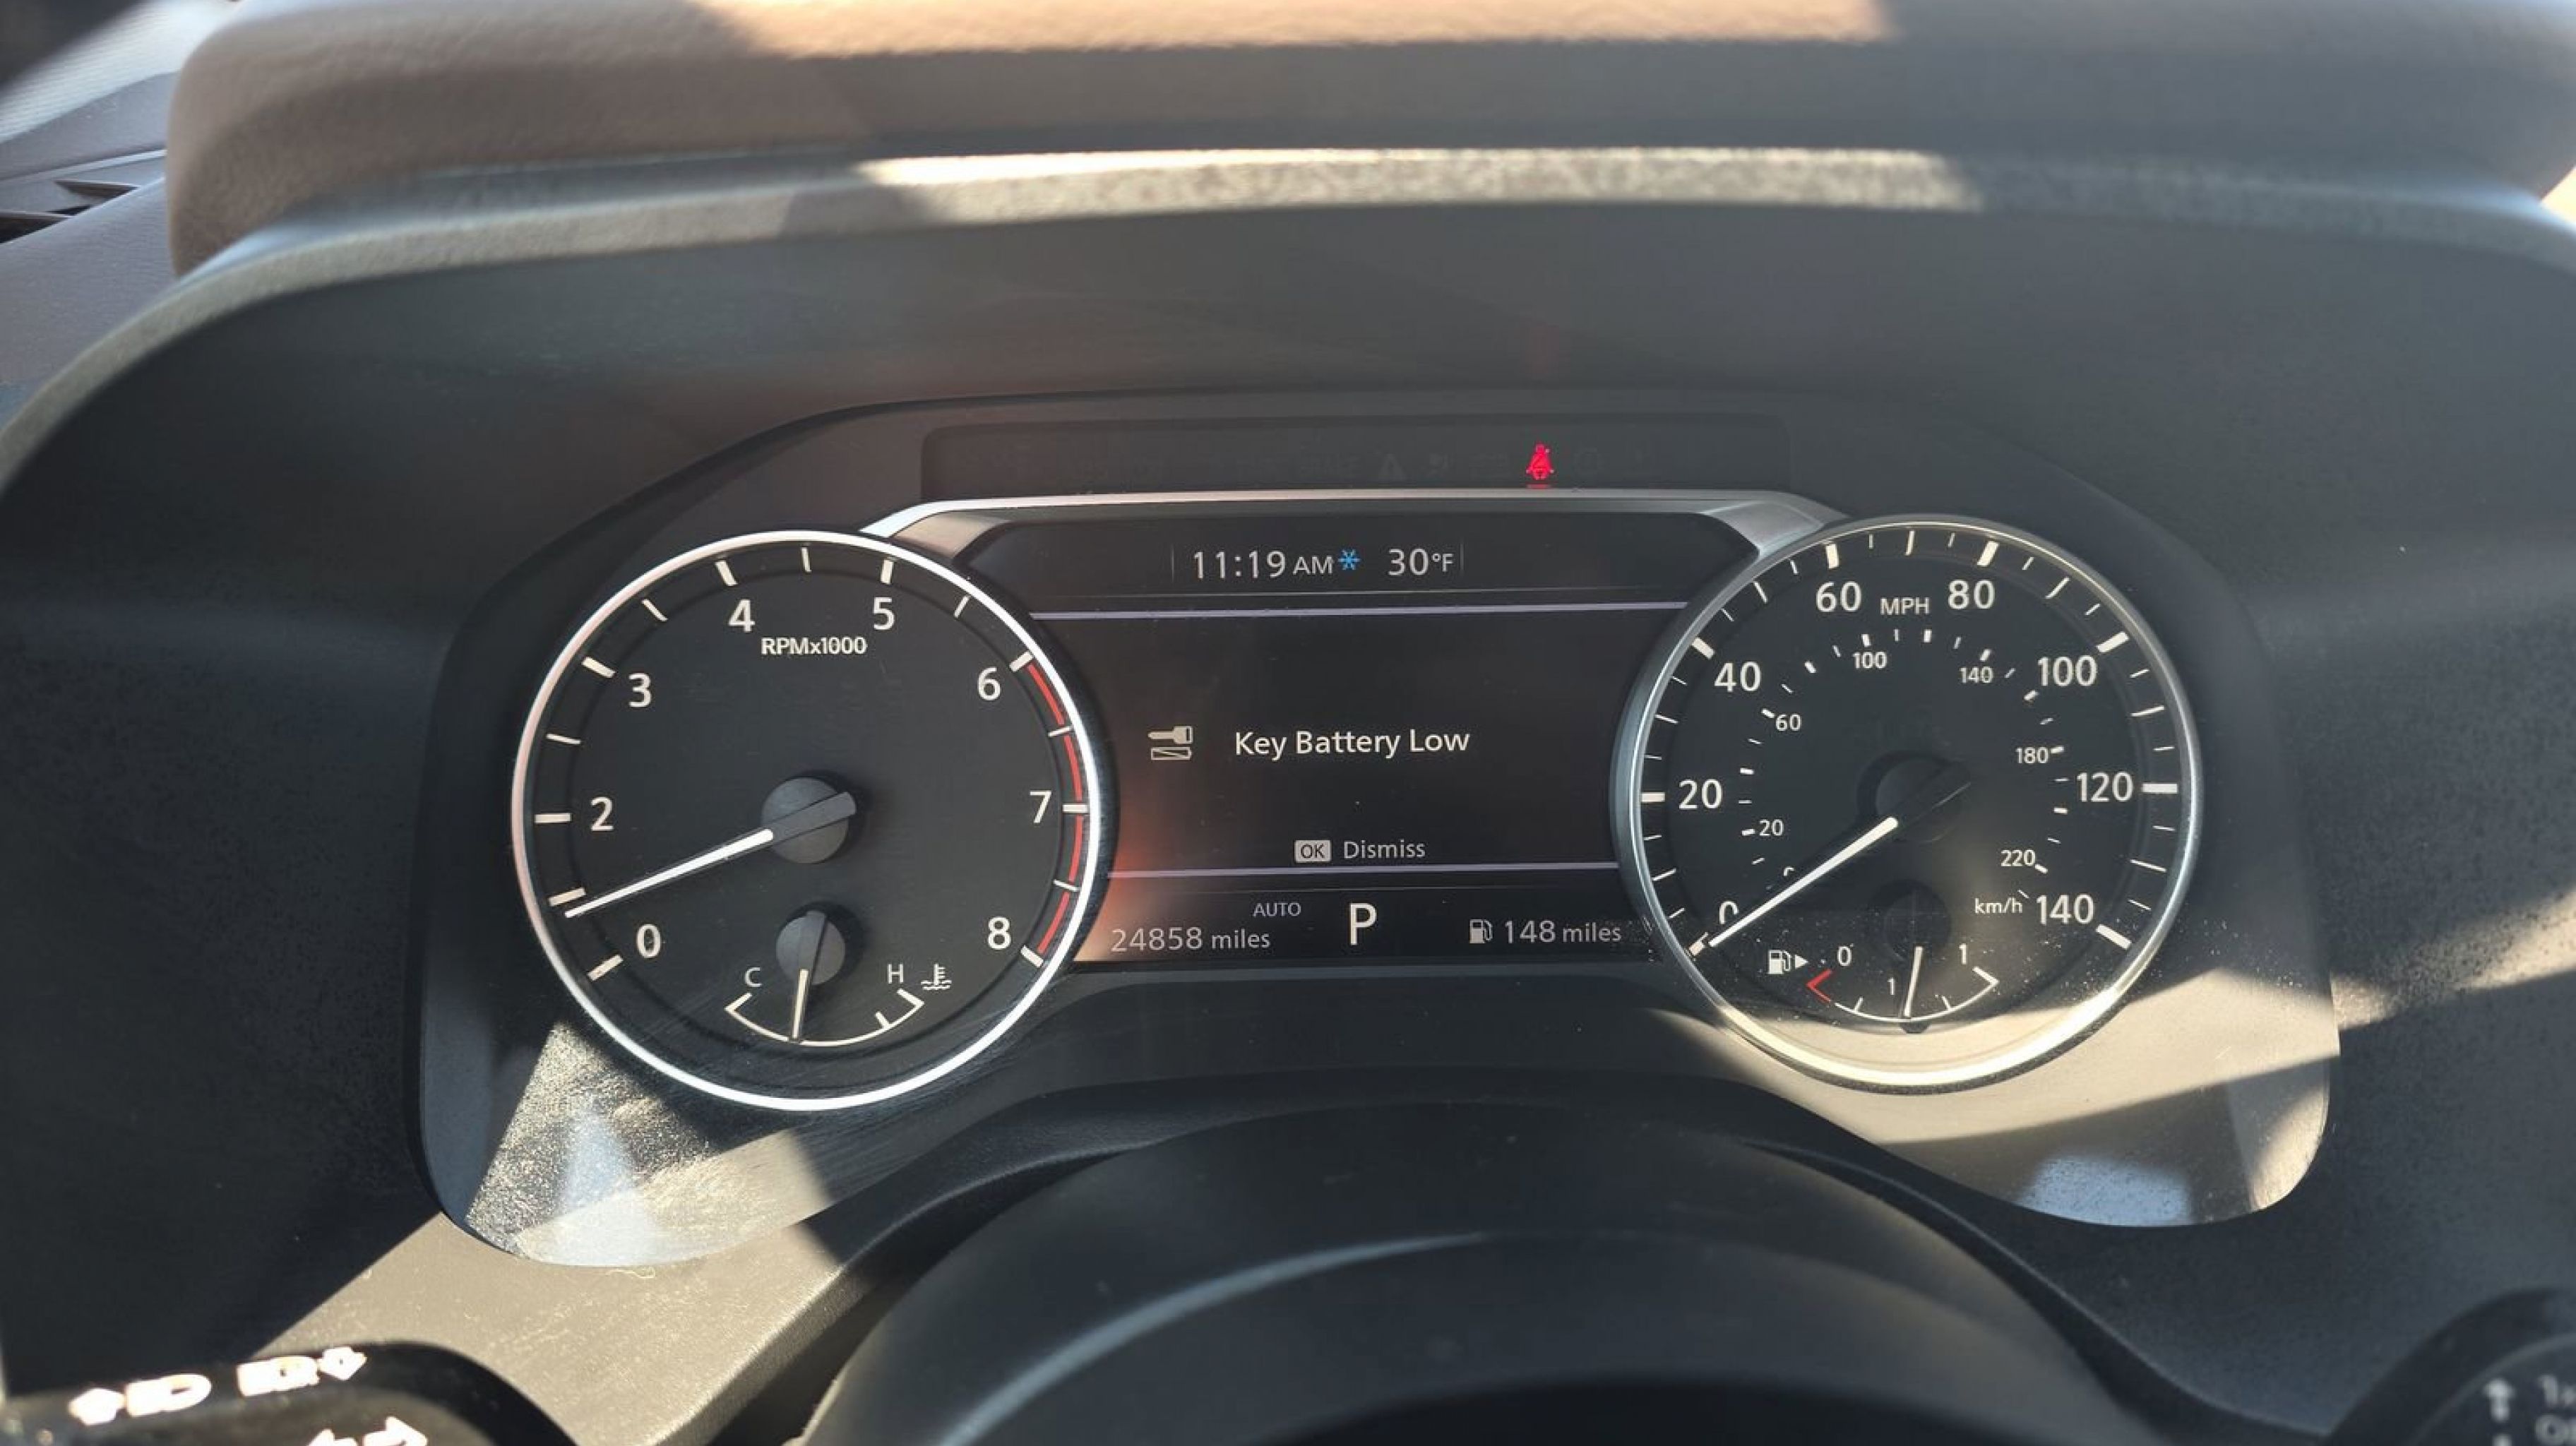 11:19 AM 30°F
4 5
RPMx1000
3 6
2 7
0 8
C H
Key Battery Low
OK Dismiss
AUTO
24858 miles P 148 miles
60 MPH 80
40 100
20 120
0 140
100 140
60 180
20 220
km/h
0 1
1